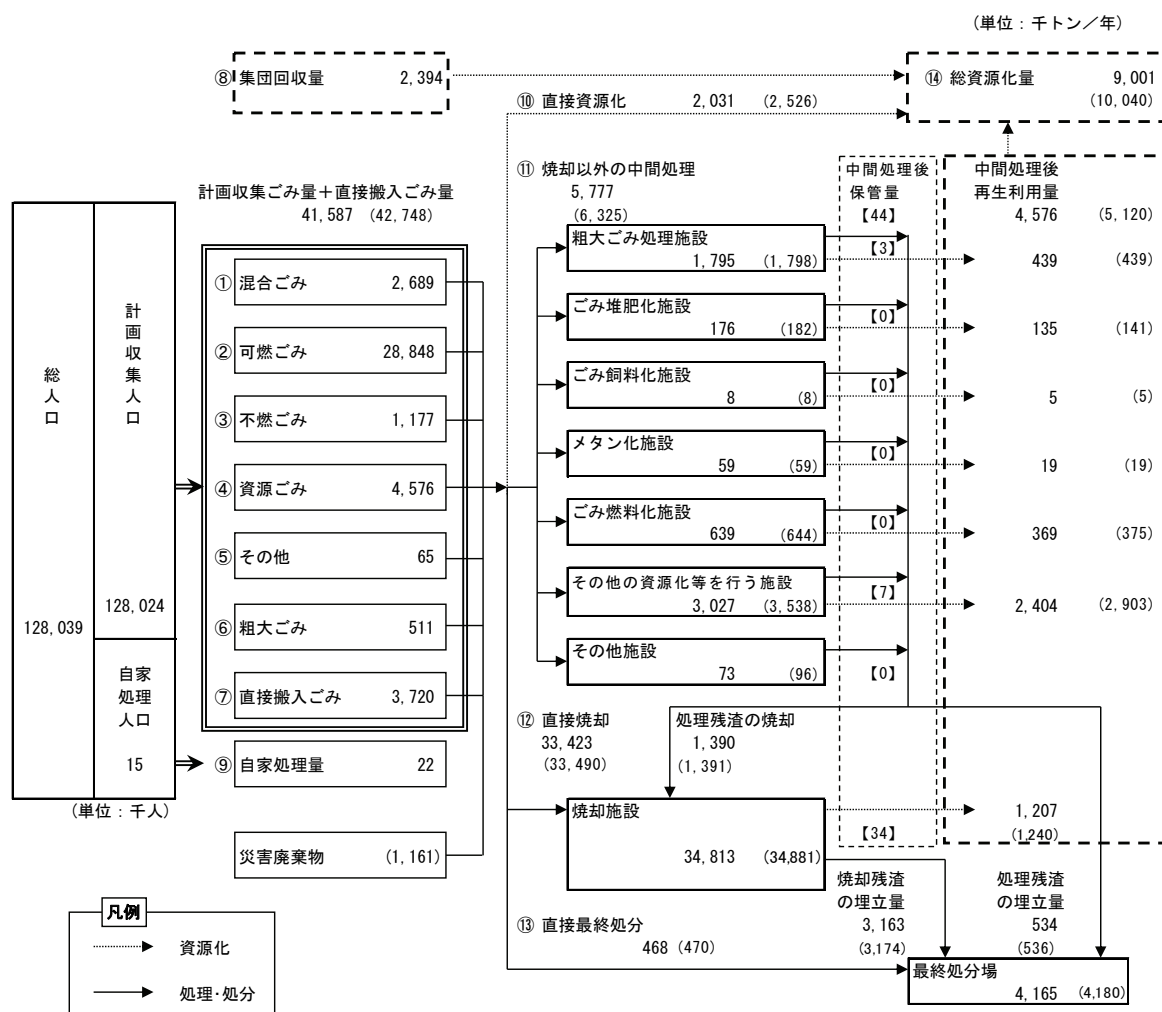 （単位：千トン／年）
⑧ 集団回収量 2,394
⑭ 総資源化量 9,001
(10,040)
⑩ 直接資源化 2,031 (2,526)
⑪ 焼却以外の中間処理
5,777
(6,325)
中間処理後
保管量
【44】
中間処理後
再生利用量
4,576 (5,120)
計画収集ごみ量＋直接搬入ごみ量
41,587 (42,748)
粗大ごみ処理施設
1,795 (1,798)
【3】
439 (439)
① 混合ごみ 2,689
ごみ堆肥化施設
176 (182)
【0】
135 (141)
② 可燃ごみ 28,848
ごみ飼料化施設
8 (8)
【0】
5 (5)
③ 不燃ごみ 1,177
メタン化施設
59 (59)
【0】
19 (19)
④ 資源ごみ 4,576
ごみ燃料化施設
639 (644)
【0】
369 (375)
⑤ その他 65
その他の資源化等を行う施設
3,027 (3,538)
【7】
2,404 (2,903)
⑥ 粗大ごみ 511
その他施設
73 (96)
【0】
⑦ 直接搬入ごみ 3,720
総人口
128,039
計画収集人口
128,024
自家
処理
人口
15
（単位：千人）
⑨ 自家処理量 22
災害廃棄物 (1,161)
⑫ 直接焼却
33,423
(33,490)
処理残渣の焼却
1,390
(1,391)
焼却施設
34,813 (34,881)
【34】
1,207
(1,240)
焼却残渣
の埋立量
3,163
(3,174)
処理残渣
の埋立量
534
(536)
⑬ 直接最終処分
468 (470)
最終処分場
4,165 (4,180)
凡例
資源化
処理・処分